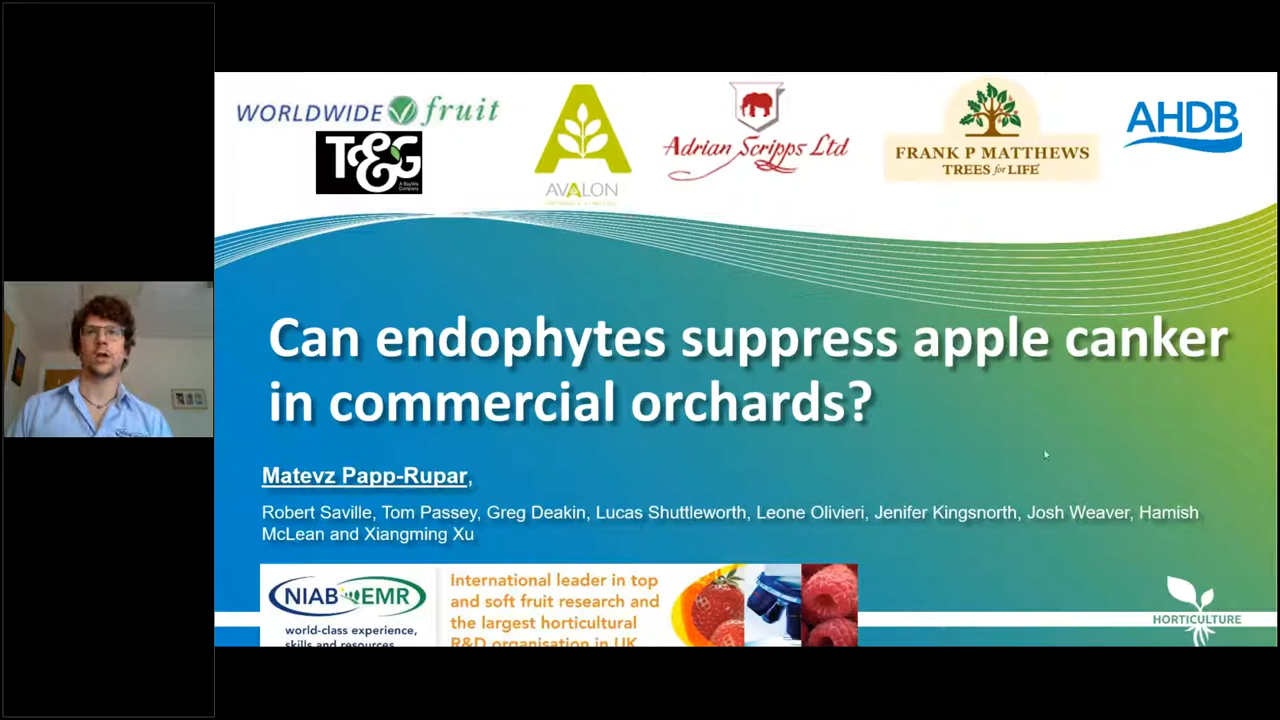 WORLDWIDE fruit
T&G
AVALON
Adrian Scripps Ltd
FRANK P MATTHEWS
TREES for LIFE
AHDB
Can endophytes suppress apple canker
in commercial orchards?
Matevz Papp-Rupar,
Robert Saville, Tom Passey, Greg Deakin, Lucas Shuttleworth, Leone Olivieri, Jenifer Kingsnorth, Josh Weaver, Hamish
McLean and Xiangming Xu
NIAB EMR
world-class experience,
skills and resources
International leader in top
and soft fruit research and
the largest horticultural
R&D organisation in UK
HORTICULTURE